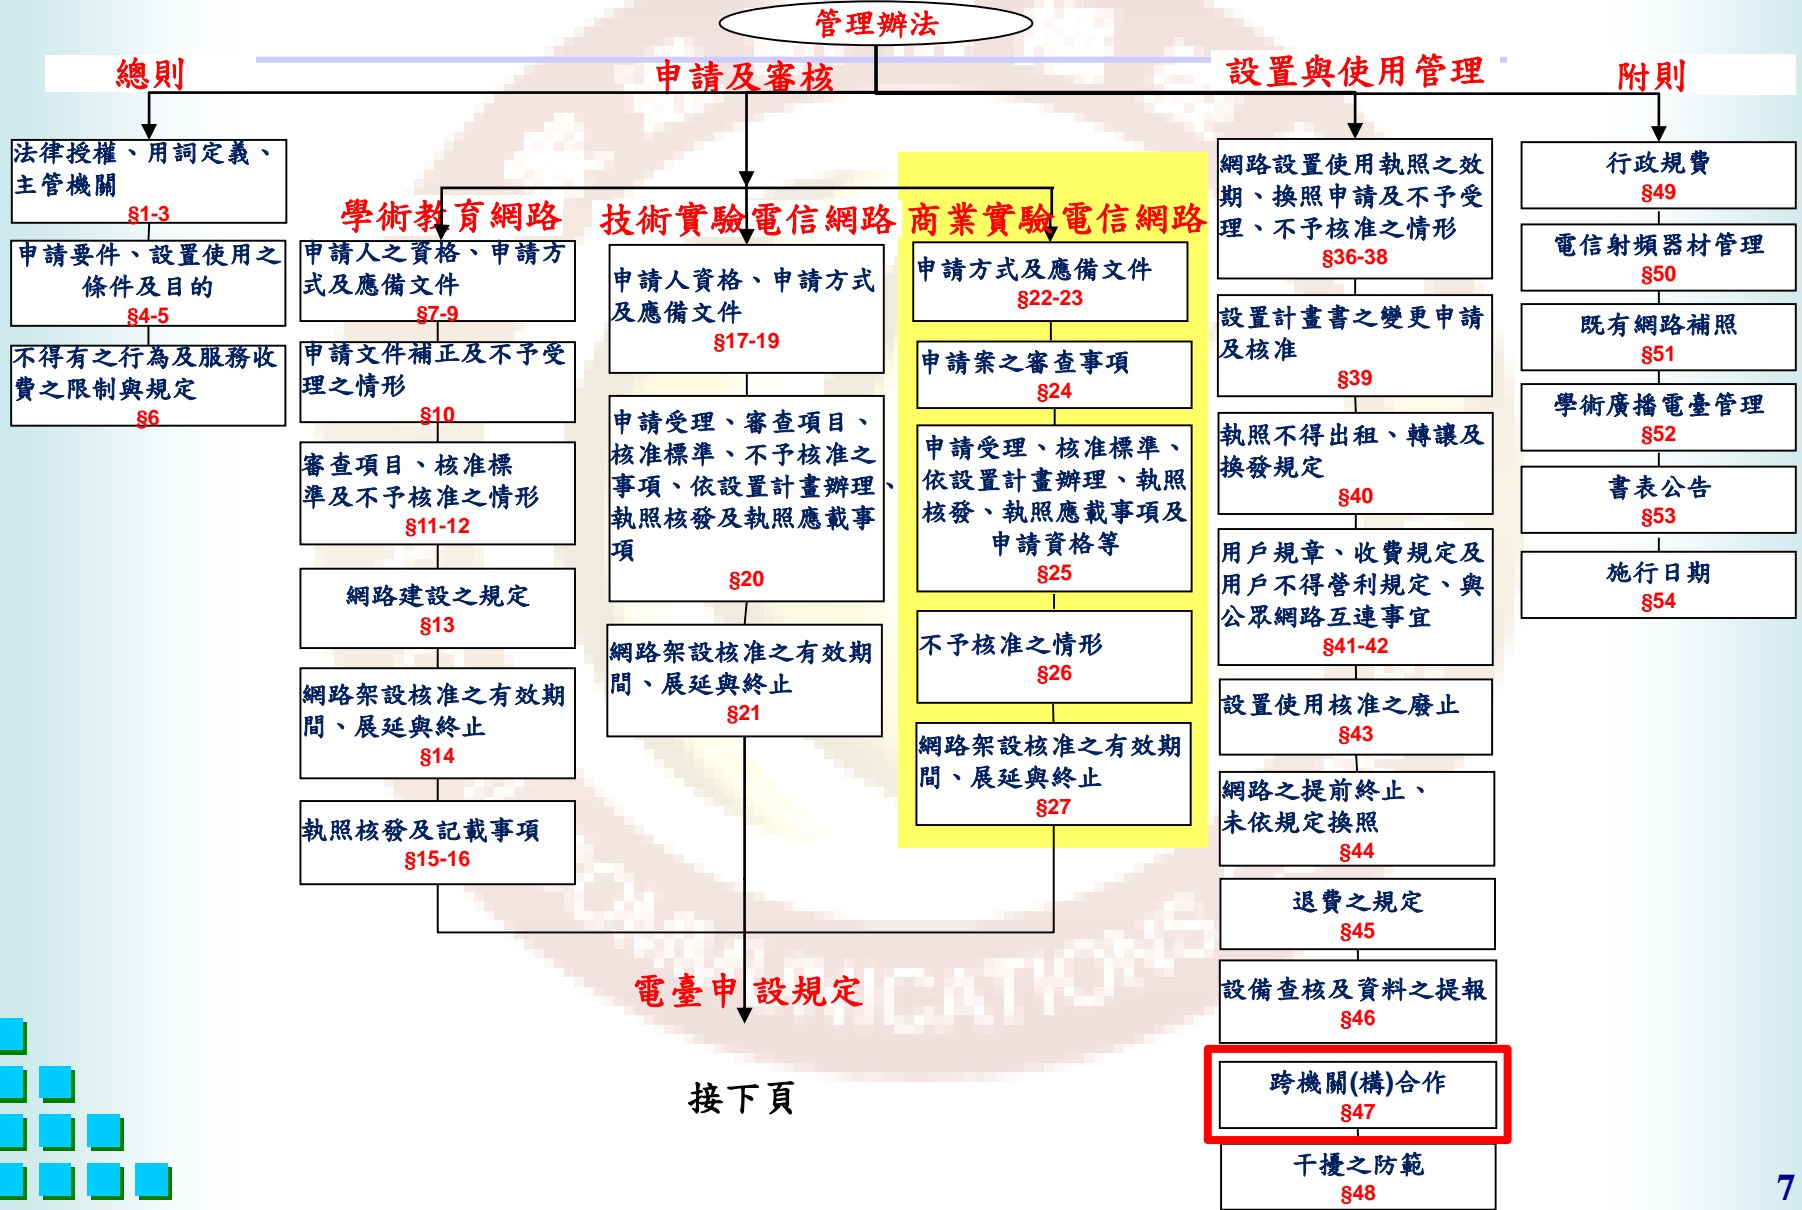 管理辦法
總則
申請及審核
設置與使用管理
附則
法律授權、用詞定義、
主管機關
§1-3
申請要件、設置使用之
條件及目的
§4-5
不得有之行為及服務收
費之限制與規定
§6
學術教育網路
申請人之資格、申請方
式及應備文件
§7-9
申請文件補正及不予受
理之情形
§10
審查項目、核准標
準及不予核准之情形
§11-12
網路建設之規定
§13
網路架設核准之有效期
間、展延與終止
§14
執照核發及記載事項
§15-16
技術實驗電信網路
申請人資格、申請方式
及應備文件
§17-19
申請受理、審查項目、
核准標準、不予核准之
事項、依設置計畫辦理、
執照核發及執照應載事
項
§20
網路架設核准之有效期
間、展延與終止
§21
商業實驗電信網路
申請方式及應備文件
§22-23
申請案之審查事項
§24
申請受理、核准標準、
依設置計畫辦理、執照
核發、執照應載事項及
申請資格等
§25
不予核准之情形
§26
網路架設核准之有效期
間、展延與終止
§27
電臺申設規定
接下頁
網路設置使用執照之效
期、換照申請及不予受
理、不予核准之情形
§36-38
設置計畫書之變更申請
及核准
§39
執照不得出租、轉讓及
換發規定
§40
用戶規章、收費規定及
用戶不得營利規定、與
公眾網路互連事宜
§41-42
設置使用核准之廢止
§43
網路之提前終止、
未依規定換照
§44
退費之規定
§45
設備查核及資料之提報
§46
跨機關(構)合作
§47
干擾之防範
§48
行政規費
§49
電信射頻器材管理
§50
既有網路補照
§51
學術廣播電臺管理
§52
書表公告
§53
施行日期
§54
7